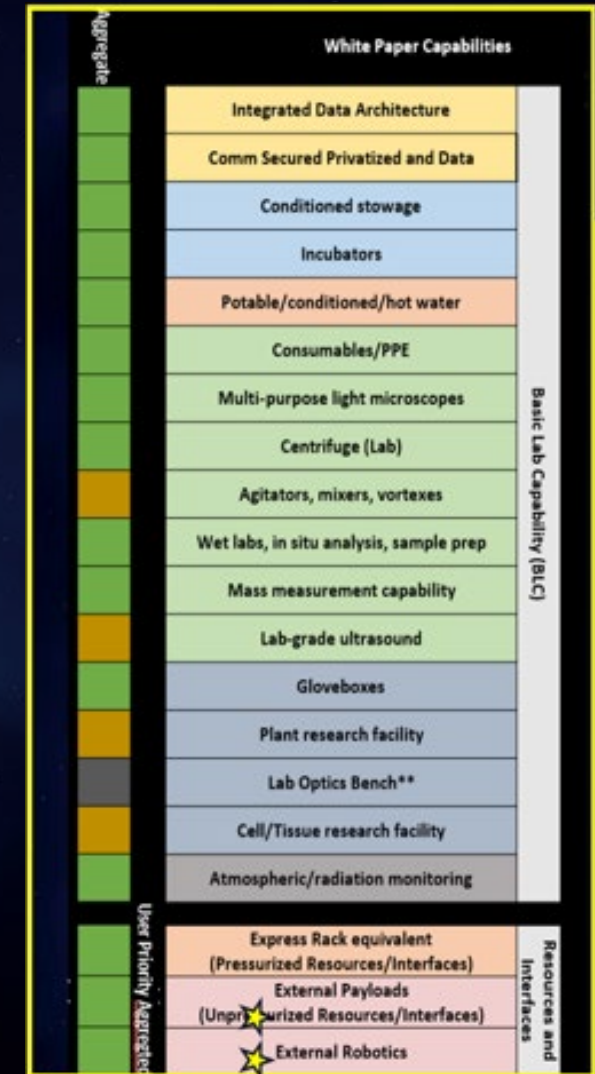 Aggregate
White Paper Capabilities
Integrated Data Architecture
Comm Secured Privatized and Data
Conditioned stowage
Incubators
Potable/conditioned/hot water
Consumables/PPE
Multi-purpose light microscopes
Centrifuge (Lab)
Agitators, mixers, vortexes
Wet labs, in situ analysis, sample prep
Mass measurement capability
Lab-grade ultrasound
Gloveboxes
Plant research facility
Lab Optics Bench**
Cell/Tissue research facility
Atmospheric/radiation monitoring
Basic Lab Capability (BLC)
User Priority Aggregated
Express Rack equivalent
(Pressurized Resources/Interfaces)
External Payloads
(Unpressurized Resources/Interfaces)
External Robotics
Resources and
Interfaces